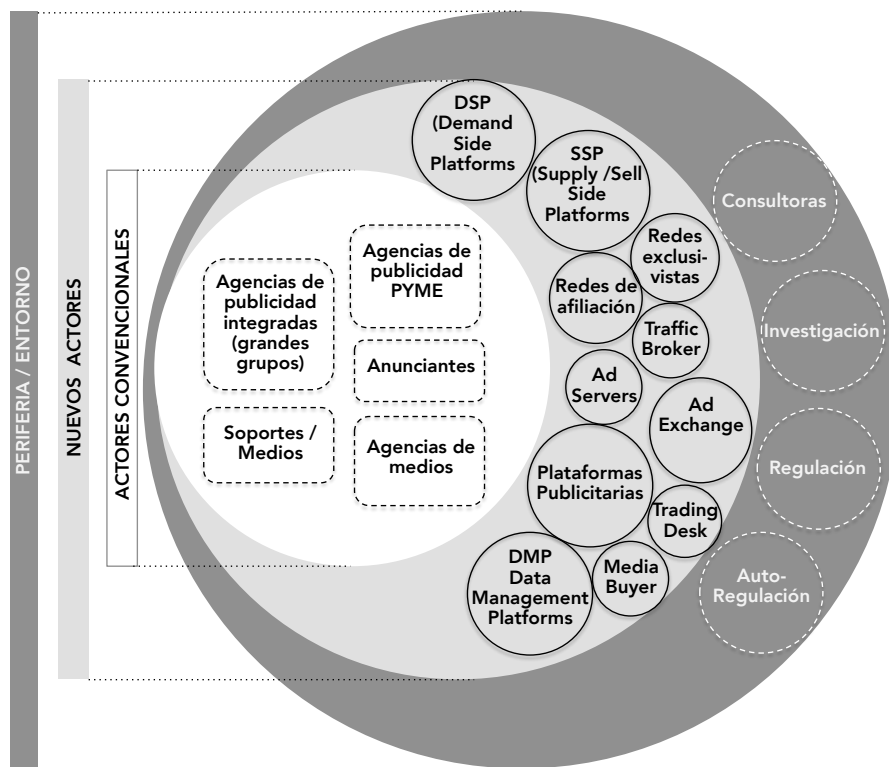 PERIFERIA / ENTORNO
NUEVOS ACTORES
ACTORES CONVENCIONALES
Agencias de
publicidad
integradas
(grandes
grupos)
Agencias de
publicidad
PYME
Anunciantes
Soportes /
Medios
Agencias de
medios
DSP
(Demand
Side
Platforms
SSP
(Supply /Sell
Side
Platforms
Redes
exclusi-
vistas
Redes de
afiliación
Traffic
Broker
Ad
Servers
Ad
Exchange
Plataformas
Publicitarias
Trading
Desk
DMP
Data
Management
Platforms
Media
Buyer
Consultoras
Investigación
Regulación
Auto-
Regulación